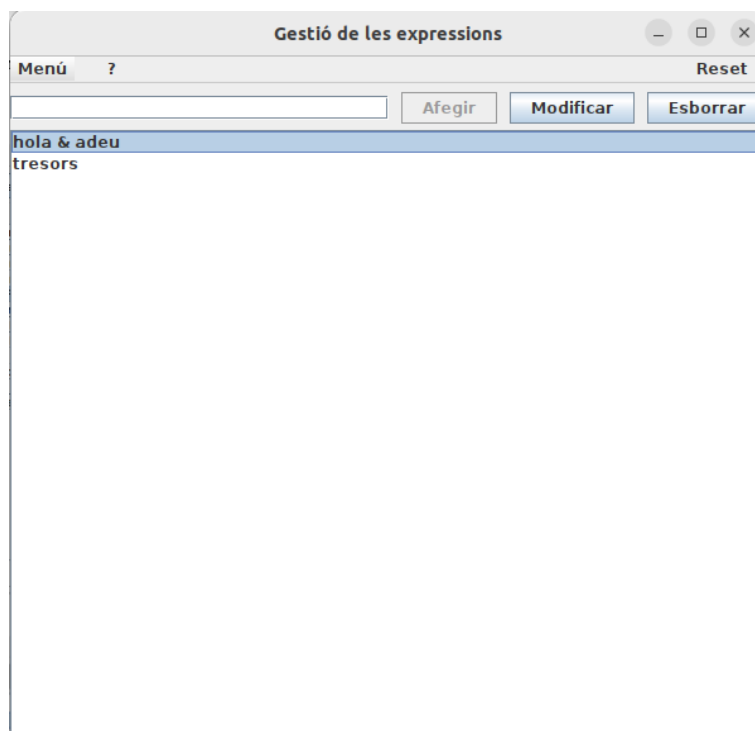 Gestió de les expressions
Menú ? Reset
Afegir Modificar Esborrar
hola & adeu
tresors